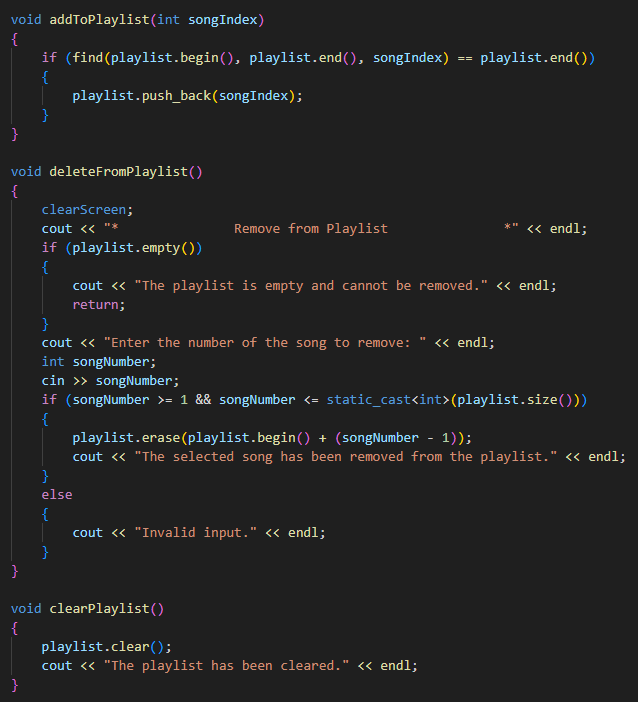 void addToPlaylist(int songIndex)
{
    if (find(playlist.begin(), playlist.end(), songIndex) == playlist.end())
    {
        playlist.push_back(songIndex);
    }
}

void deleteFromPlaylist()
{
    clearScreen;
    cout << "*               Remove from Playlist               *" << endl;
    if (playlist.empty())
    {
        cout << "The playlist is empty and cannot be removed." << endl;
        return;
    }
    cout << "Enter the number of the song to remove: " << endl;
    int songNumber;
    cin >> songNumber;
    if (songNumber >= 1 && songNumber <= static_cast<int>(playlist.size()))
    {
        playlist.erase(playlist.begin() + (songNumber - 1));
        cout << "The selected song has been removed from the playlist." << endl;
    }
    else
    {
        cout << "Invalid input." << endl;
    }
}

void clearPlaylist()
{
    playlist.clear();
    cout << "The playlist has been cleared." << endl;
}